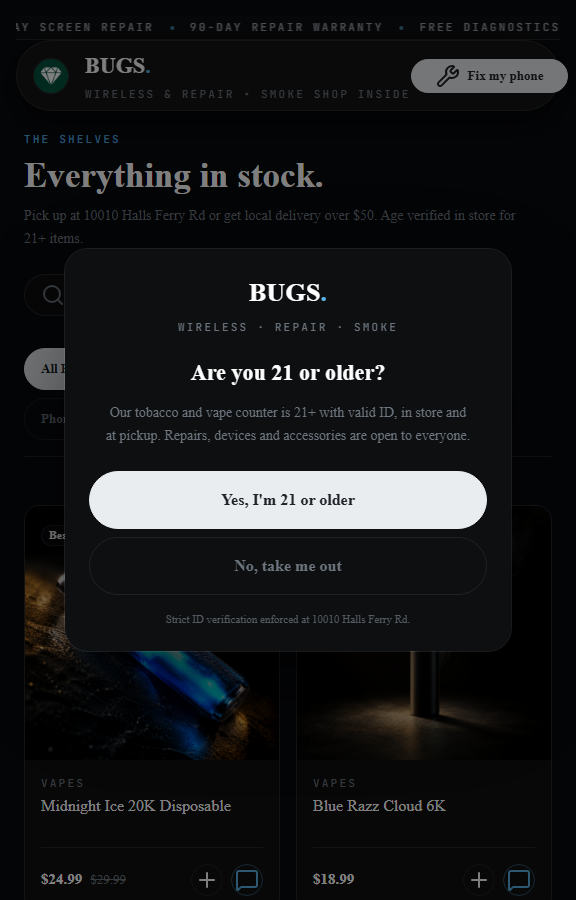 SCREEN REPAIR • 90-DAY REPAIR WARRANTY • FREE DIAGNOSTICS
BUGS.
WIRELESS & REPAIR • SMOKE SHOP INSIDE
Fix my phone
THE SHELVES
Everything in stock.
Pick up at 10010 Halls Ferry Rd or get local delivery over $50. Age verified in store for
21+ items.
BUGS.
WIRELESS · REPAIR · SMOKE
Are you 21 or older?
Our tobacco and vape counter is 21+ with valid ID, in store and
at pickup. Repairs, devices and accessories are open to everyone.
Yes, I'm 21 or older
No, take me out
Strict ID verification enforced at 10010 Halls Ferry Rd.
All
VAPES
Midnight Ice 20K Disposable
$24.99 $29.99
VAPES
Blue Razz Cloud 6K
$18.99